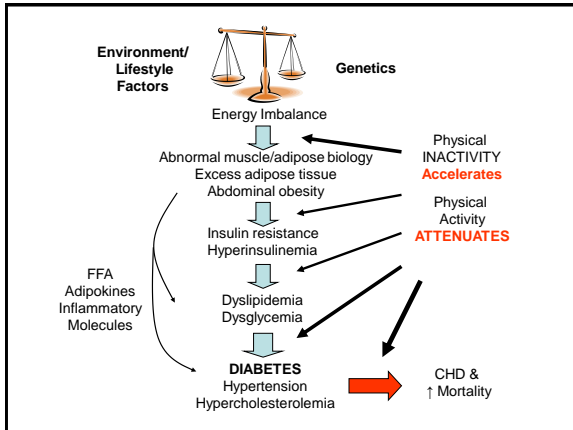 Environment/
Lifestyle
Factors
Genetics
Energy Imbalance
Abnormal muscle/adipose biology
Excess adipose tissue
Abdominal obesity
Physical
INACTIVITY
Accelerates
Physical
Activity
ATTENUATES
Insulin resistance
Hyperinsulinemia
FFA
Adipokines
Inflammatory
Molecules
Dyslipidemia
Dysglycemia
DIABETES
Hypertension
Hypercholesterolemia
CHD &
↑ Mortality